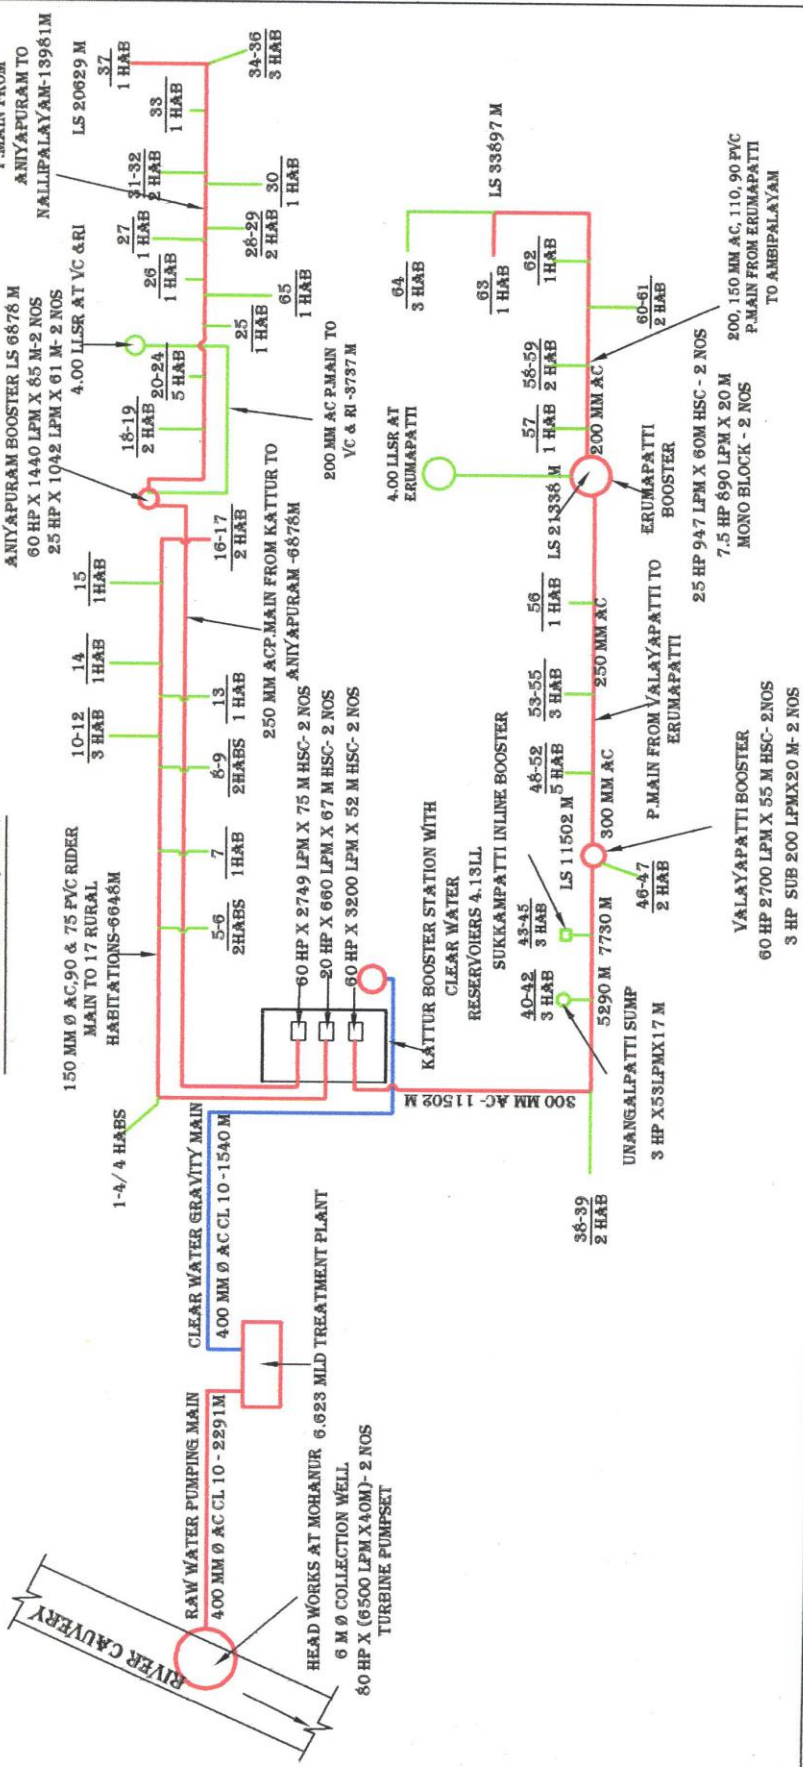 RIVER CAUVERY
RAW WATER PUMPING MAIN
400 MM Ø AC CL 10 - 2291M
HEAD WORKS AT MOHANUR
6 M Ø COLLECTION WELL
80 HP X (6500 LPM X40M)- 2 NOS
TURBINE PUMPSET
6.623 MLD TREATMENT PLANT
CLEAR WATER GRAVITY MAIN
400 MM Ø AC CL 10 -1540 M
1-4/ 4 HABS
150 MM Ø AC,90 & 75 PVC RIDER
MAIN TO 17 RURAL
HABITATIONS-6648M
5-6
2HABS
7
1HAB
8-9
2HABS
10-12
3 HAB
13
1 HAB
14
1HAB
15
1HAB
16-17
2 HAB
60 HP X 2749 LPM X 75 M HSC- 2 NOS
20 HP X 660 LPM X 67 M HSC- 2 NOS
60 HP X 3200 LPM X 52 M HSC- 2 NOS
KATTUR BOOSTER STATION WITH
CLEAR WATER
RESERVOIERS 4.13LL
250 MM ACP.MAIN FROM KATTUR TO
ANIYAPURAM -6878M
ANIYAPURAM BOOSTER LS 6878 M
60 HP X 1440 LPM X 85 M-2 NOS
25 HP X 1042 LPM X 61 M- 2 NOS
4.00 LLSR AT VC &RI
200 MM AC P.MAIN TO
VC & RI -3737 M
18-19
2 HAB
20-24
5 HAB
25
1 HAB
26
1 HAB
65
1 HAB
27
1 HAB
28-29
2 HAB
31-32
2 HAB
30
1 HAB
33
1 HAB
34-36
3 HAB
37
1 HAB
LS 20629 M
P.MAIN FROM
ANIYAPURAM TO
NALLIPALAYAM-13981M
300 MM AC- 11502 M
38-39
2 HAB
UNANGALPATTI SUMP
3 HP X53LPMX17 M
40-42
3 HAB
5290 M
SUKKAMPATTI INLINE BOOSTER
43-45
3 HAB
7730 M
LS 11502 M
46-47
2 HAB
VALAYAPATTI BOOSTER
60 HP 2700 LPM X 55 M HSC- 2NOS
3 HP SUB 200 LPMX20 M- 2 NOS
300 MM AC
48-52
5 HAB
53-55
3 HAB
56
1 HAB
250 MM AC
P.MAIN FROM VALAYAPATTI TO
ERUMAPATTI
LS 21338 M
4.00 LLSR AT
ERUMAPATTI
ERUMAPATTI
BOOSTER
25 HP 947 LPM X 60M HSC - 2 NOS
7.5 HP 890 LPM X 20 M
MONO BLOCK - 2 NOS
200 MM AC
57
1 HAB
58-59
2 HAB
60-61
2 HAB
62
1HAB
63
1 HAB
64
3 HAB
LS 33897 M
200, 150 MM AC, 110, 90 PVC
P.MAIN FROM ERUMAPATTI
TO AMBIPALAYAM